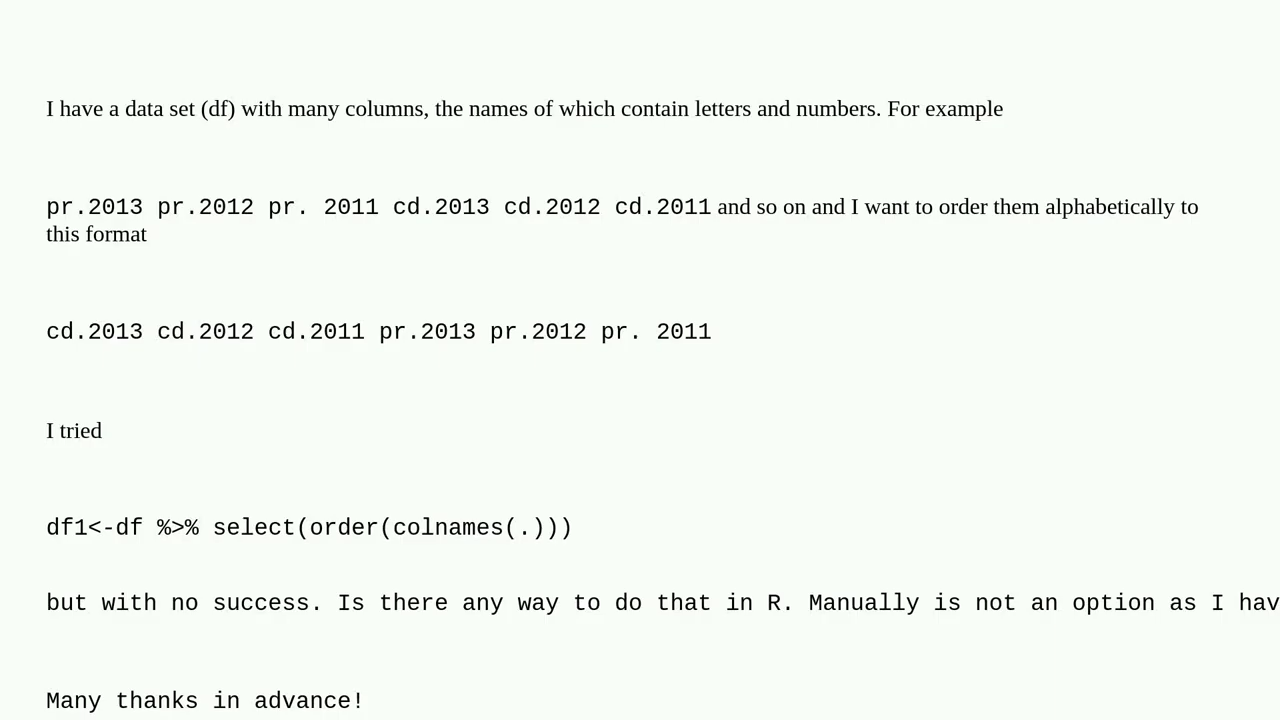 I have a data set (df) with many columns, the names of which contain letters and numbers. For example
pr.2013 pr.2012 pr. 2011 cd.2013 cd.2012 cd.2011 and so on and I want to order them alphabetically to
this format
cd.2013 cd.2012 cd.2011 pr.2013 pr.2012 pr. 2011
I tried
df1<-df %>% select(order(colnames(.)))
but with no success. Is there any way to do that in R. Manually is not an option as I hav
Many thanks in advance!